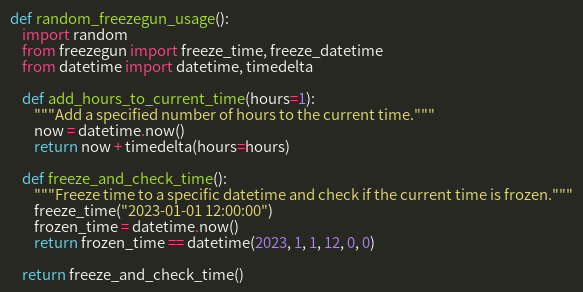 def random_freezegun_usage():
    import random
    from freezegun import freeze_time, freeze_datetime
    from datetime import datetime, timedelta

    def add_hours_to_current_time(hours=1):
        """Add a specified number of hours to the current time."""
        now = datetime.now()
        return now + timedelta(hours=hours)

    def freeze_and_check_time():
        """Freeze time to a specific datetime and check if the current time is frozen."""
        freeze_time("2023-01-01 12:00:00")
        frozen_time = datetime.now()
        return frozen_time == datetime(2023, 1, 1, 12, 0, 0)

    return freeze_and_check_time()